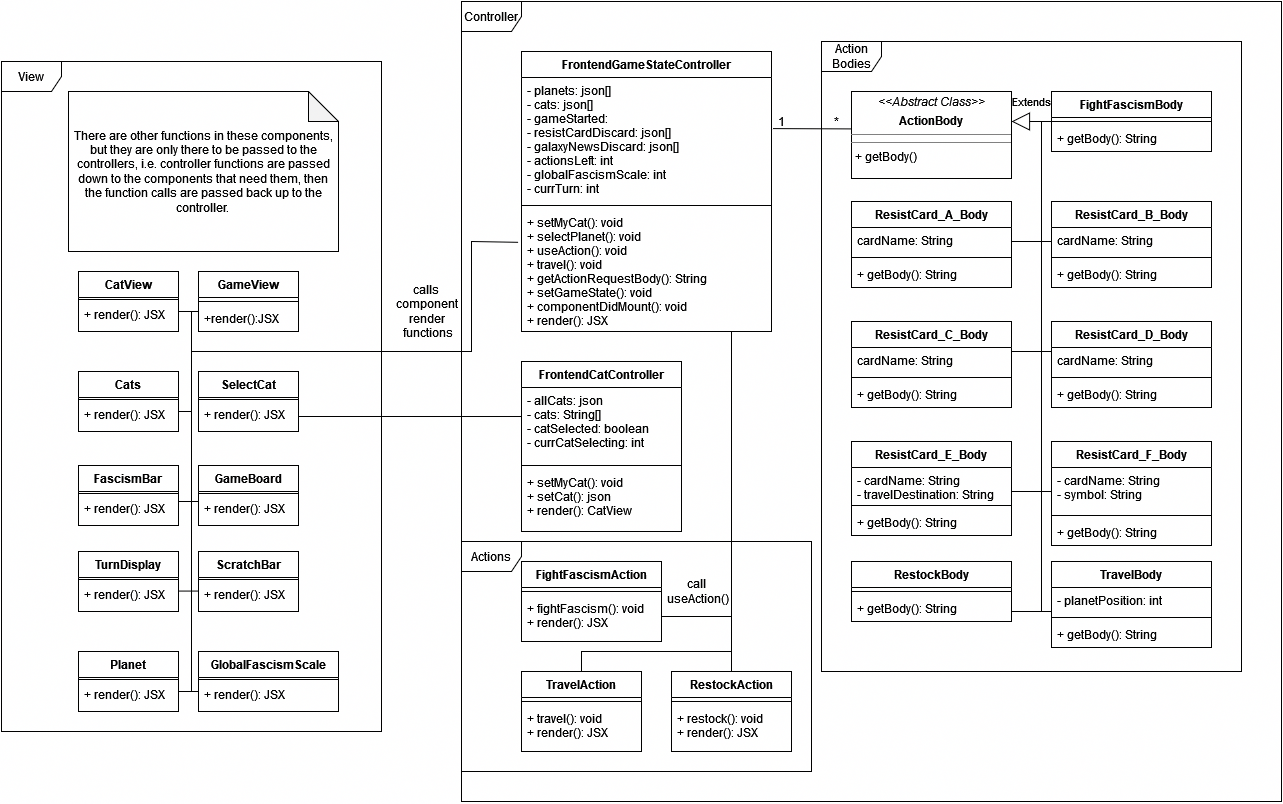 View
There are other functions in these components,
but they are only there to be passed to the
controllers, i.e. controller functions are passed
down to the components that need them, then
the function calls are passed back up to the
controller.
CatView
+ render(): JSX
GameView
+render():JSX
Cats
+ render(): JSX
SelectCat
+ render(): JSX
FascismBar
+ render(): JSX
GameBoard
+ render(): JSX
TurnDisplay
+ render(): JSX
ScratchBar
+ render(): JSX
Planet
+ render(): JSX
GlobalFascismScale
+ render(): JSX
calls
component
render
functions
Controller
FrontendGameStateController
- planets: json[]
- cats: json[]
- gameStarted:
- resistCardDiscard: json[]
- galaxyNewsDiscard: json[]
- actionsLeft: int
- globalFascismScale: int
- currTurn: int
+ setMyCat(): void
+ selectPlanet(): void
+ useAction(): void
+ travel(): void
+ getActionRequestBody(): String
+ setGameState(): void
+ componentDidMount(): void
+ render(): JSX
FrontendCatController
- allCats: json
- cats: String[]
- catSelected: boolean
- currCatSelecting: int
+ setMyCat(): void
+ setCat(): json
+ render(): CatView
Actions
FightFascismAction
+ fightFascism(): void
+ render(): JSX
call
useAction()
TravelAction
+ travel(): void
+ render(): JSX
RestockAction
+ restock(): void
+ render(): JSX
1
*
Action
Bodies
<<Abstract Class>>
ActionBody
+ getBody()
Extends
FightFascismBody
+ getBody(): String
ResistCard_A_Body
cardName: String
+ getBody(): String
ResistCard_B_Body
cardName: String
+ getBody(): String
ResistCard_C_Body
cardName: String
+ getBody(): String
ResistCard_D_Body
cardName: String
+ getBody(): String
ResistCard_E_Body
- cardName: String
- travelDestination: String
+ getBody(): String
ResistCard_F_Body
- cardName: String
- symbol: String
+ getBody(): String
RestockBody
+ getBody(): String
TravelBody
- planetPosition: int
+ getBody(): String